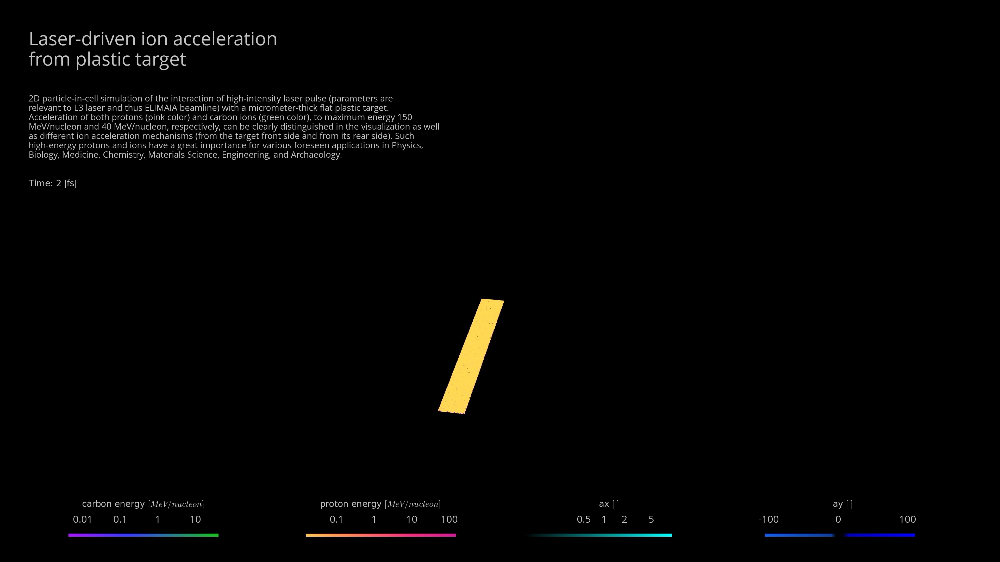 Laser-driven ion acceleration
from plastic target
2D particle-in-cell simulation of the interaction of high-intensity laser pulse (parameters are
relevant to L3 laser and thus ELIMAIA beamline) with a micrometer-thick flat plastic target.
Acceleration of both protons (pink color) and carbon ions (green color), to maximum energy 150
MeV/nucleon and 40 MeV/nucleon, respectively, can be clearly distinguished in the visualization as well
as different ion acceleration mechanisms (from the target front side and from its rear side). Such
high-energy protons and ions have a great importance for various foreseen applications in Physics,
Biology, Medicine, Chemistry, Materials Science, Engineering, and Archaeology.
Time: 2 [fs]
carbon energy [MeV/nucleon]
0.01 0.1 1 10
proton energy [MeV/nucleon]
0.1 1 10 100
ax [ ]
0.5 1 2 5
ay [ ]
-100 0 100